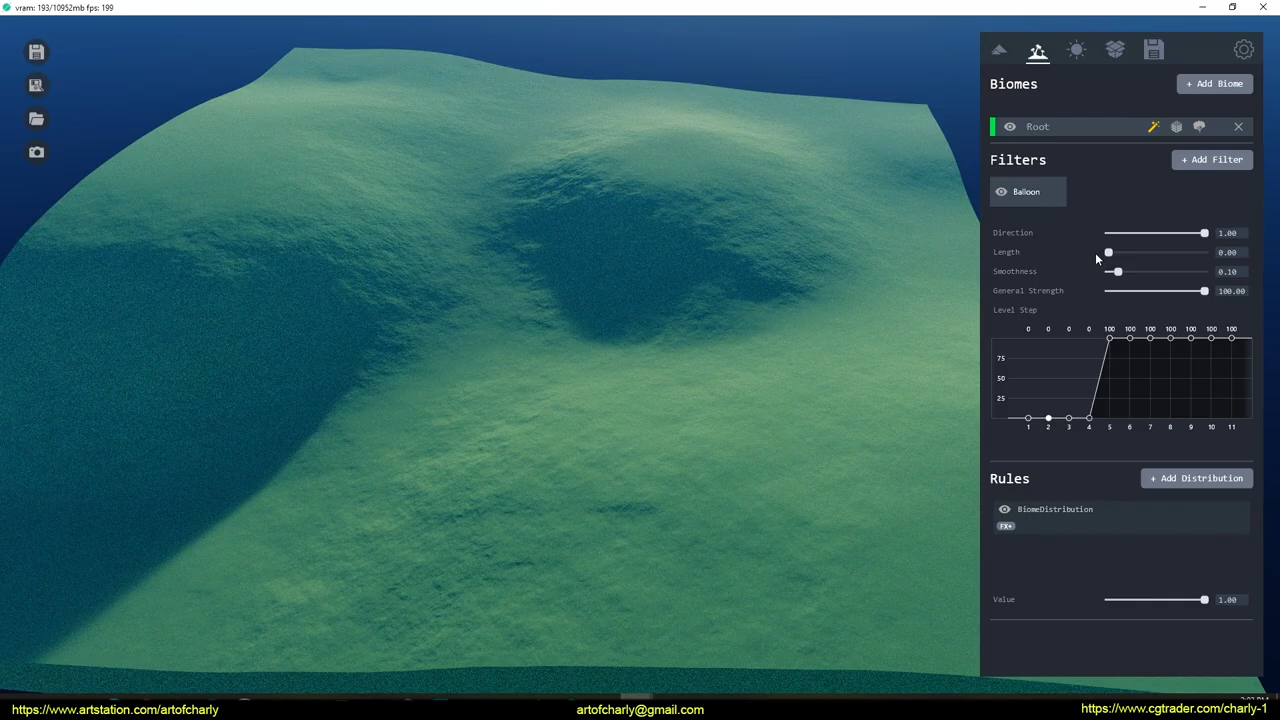 vram: 193/10952mb fps: 199
Biomes
+ Add Biome
Root
Filters
+ Add Filter
Balloon
Direction 1.00
Length 0.00
Smoothness 0.10
General Strength 100.00
Level Step
0 0 0 0 100 100 100 100 100 100 100
75
50
25
1 2 3 4 5 6 7 8 9 10 11
Rules
+ Add Distribution
BiomeDistribution
FX+
Value 1.00
https://www.artstation.com/artofcharly
artofcharly@gmail.com
https://www.cgtrader.com/charly-1